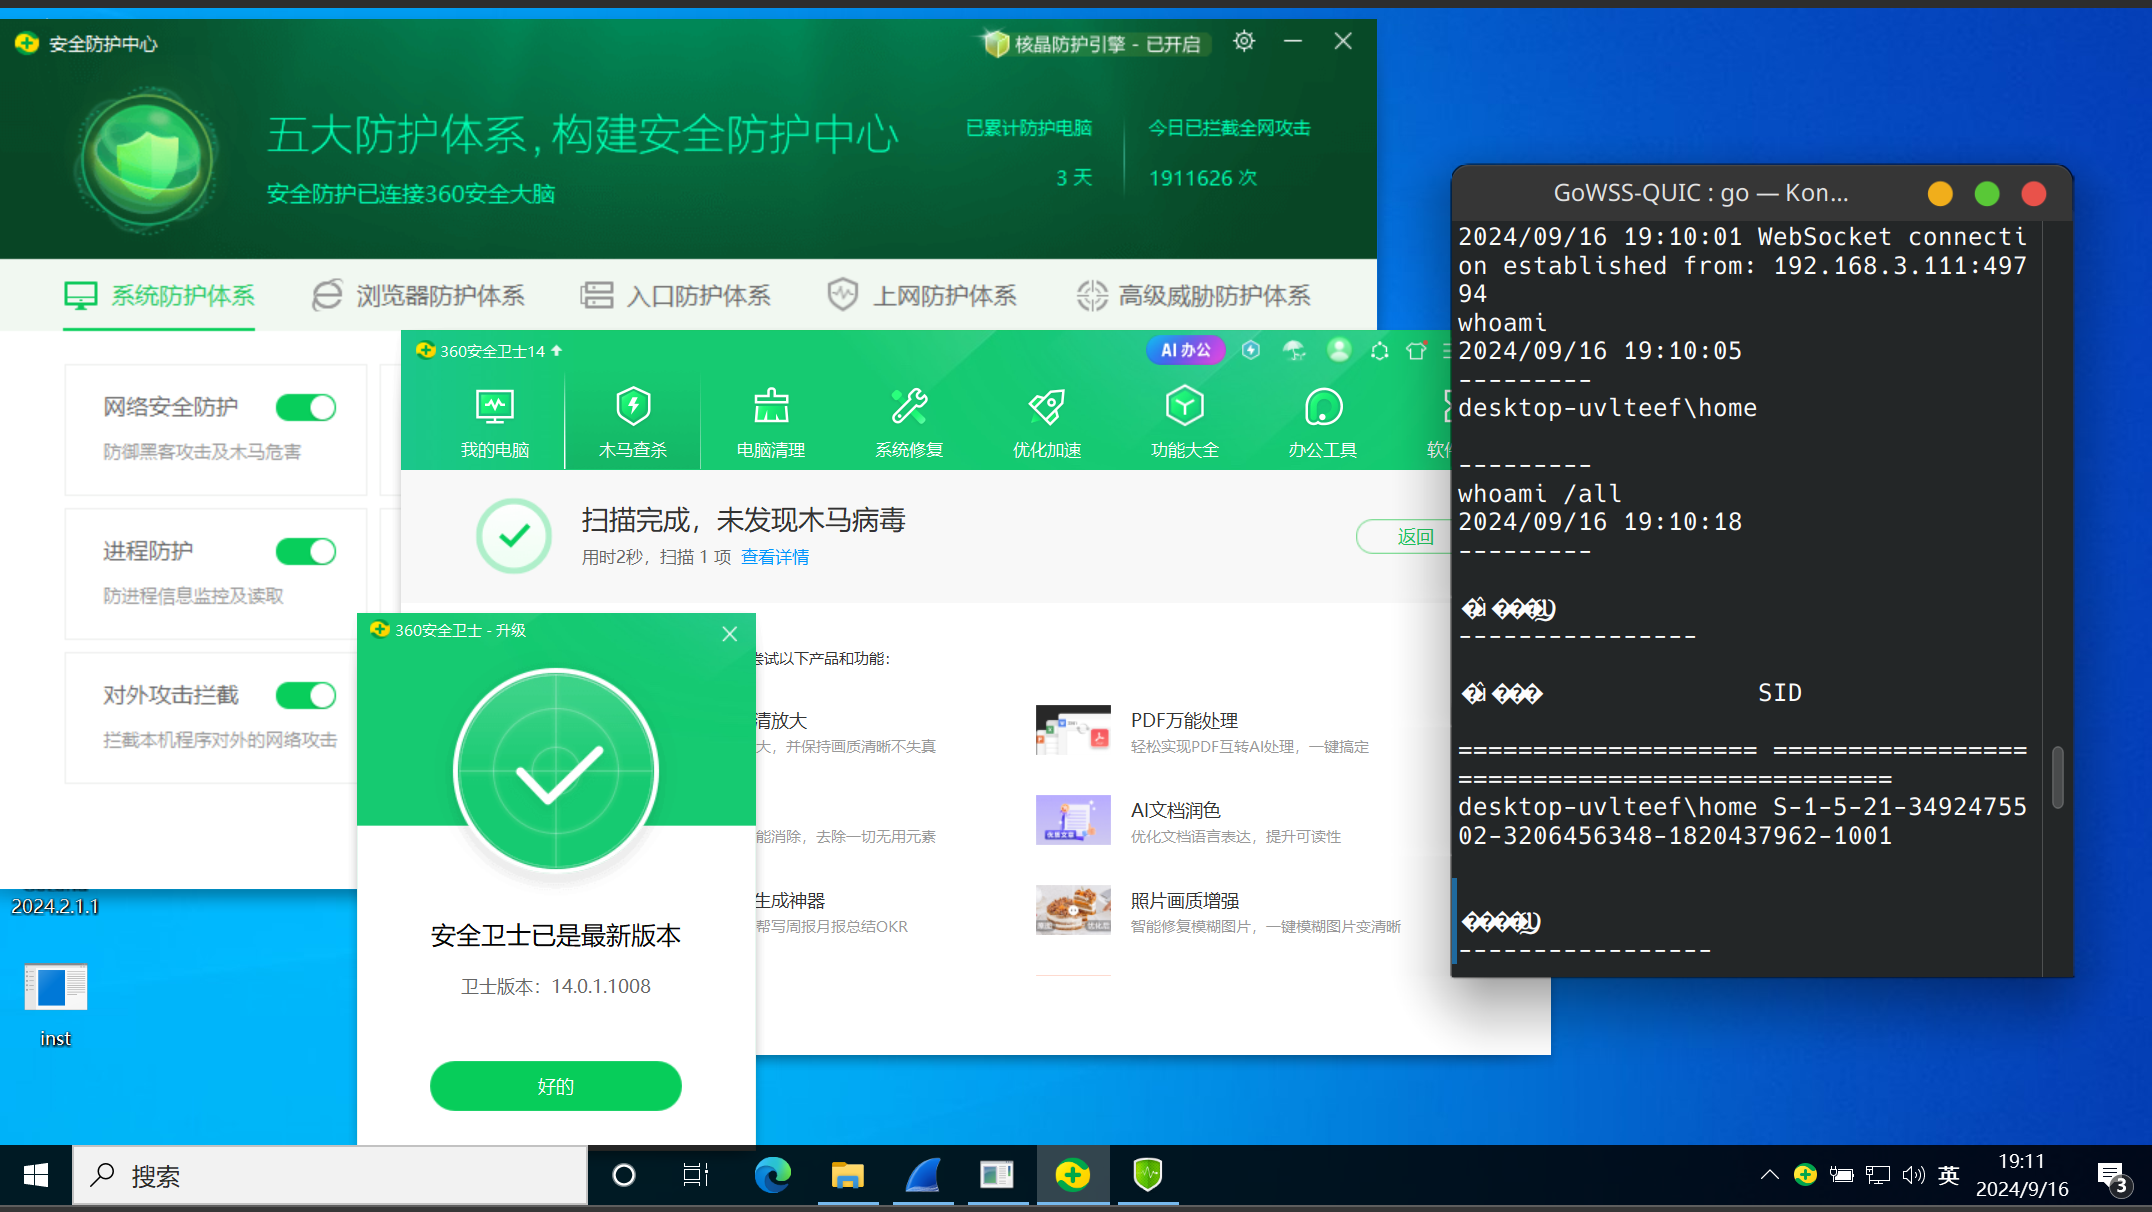 安全防护中心
核晶防护引擎 - 已开启
五大防护体系, 构建安全防护中心
安全防护已连接360安全大脑
已累计防护电脑
3 天
今日已拦截全网攻击
1911626 次
系统防护体系
浏览器防护体系
入口防护体系
上网防护体系
高级威胁防护体系
网络安全防护
防御黑客攻击及木马危害
进程防护
防进程信息监控及读取
对外攻击拦截
拦截本机程序对外的网络攻击
360安全卫士14
AI 办公
我的电脑
木马查杀
电脑清理
系统修复
优化加速
功能大全
办公工具
扫描完成，未发现木马病毒
用时2秒，扫描 1 项 查看详情
返回
尝试以下产品和功能：
清放大
大，并保持画质清晰不失真
PDF万能处理
轻松实现PDF互转AI处理，一键搞定
能消除，去除一切无用元素
AI文档润色
优化文档语言表达，提升可读性
生成神器
帮写周报月报总结OKR
照片画质增强
智能修复模糊图片，一键模糊图片变清晰
360安全卫士 - 升级
安全卫士已是最新版本
卫士版本：14.0.1.1008
好的
GoWSS-QUIC : go — Kon...
2024/09/16 19:10:01 WebSocket connecti
on established from: 192.168.3.111:497
94
whoami
2024/09/16 19:10:05
---------
desktop-uvlteef\home
---------
whoami /all
2024/09/16 19:10:18
---------
----------------
SID
==================== =================
=============================
desktop-uvlteef\home S-1-5-21-34924755
02-3206456348-1820437962-1001
-----------------
2024.2.1.1
inst
搜索
英
19:11
2024/9/16
3